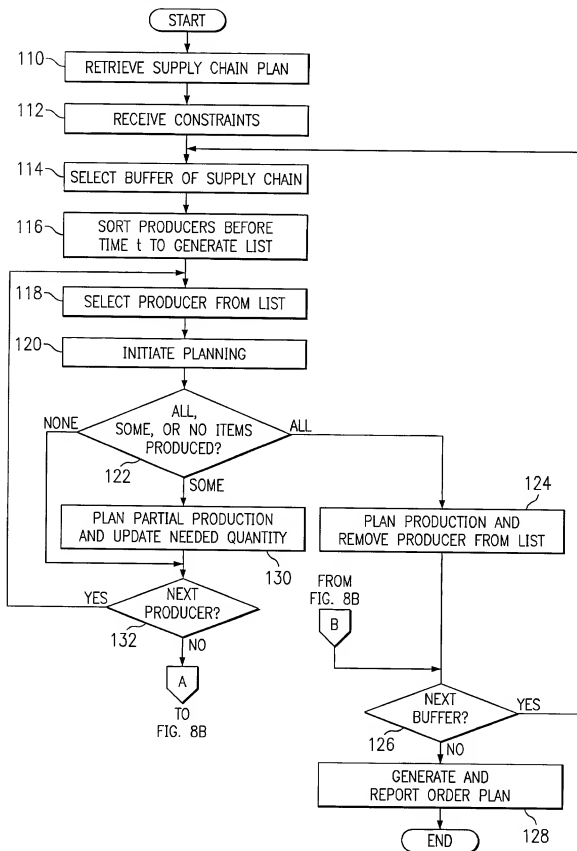 START
110
RETRIEVE SUPPLY CHAIN PLAN
112
RECEIVE CONSTRAINTS
114
SELECT BUFFER OF SUPPLY CHAIN
116
SORT PRODUCERS BEFORE
TIME t TO GENERATE LIST
118
SELECT PRODUCER FROM LIST
120
INITIATE PLANNING
ALL,
SOME, OR NO ITEMS
PRODUCED?
NONE
ALL
122
SOME
124
PLAN PARTIAL PRODUCTION
AND UPDATE NEEDED QUANTITY
130
PLAN PRODUCTION AND
REMOVE PRODUCER FROM LIST
YES
NEXT
PRODUCER?
132
NO
A
TO
FIG. 8B
FROM
FIG. 8B
B
NEXT
BUFFER?
YES
126
NO
GENERATE AND
REPORT ORDER PLAN
128
END